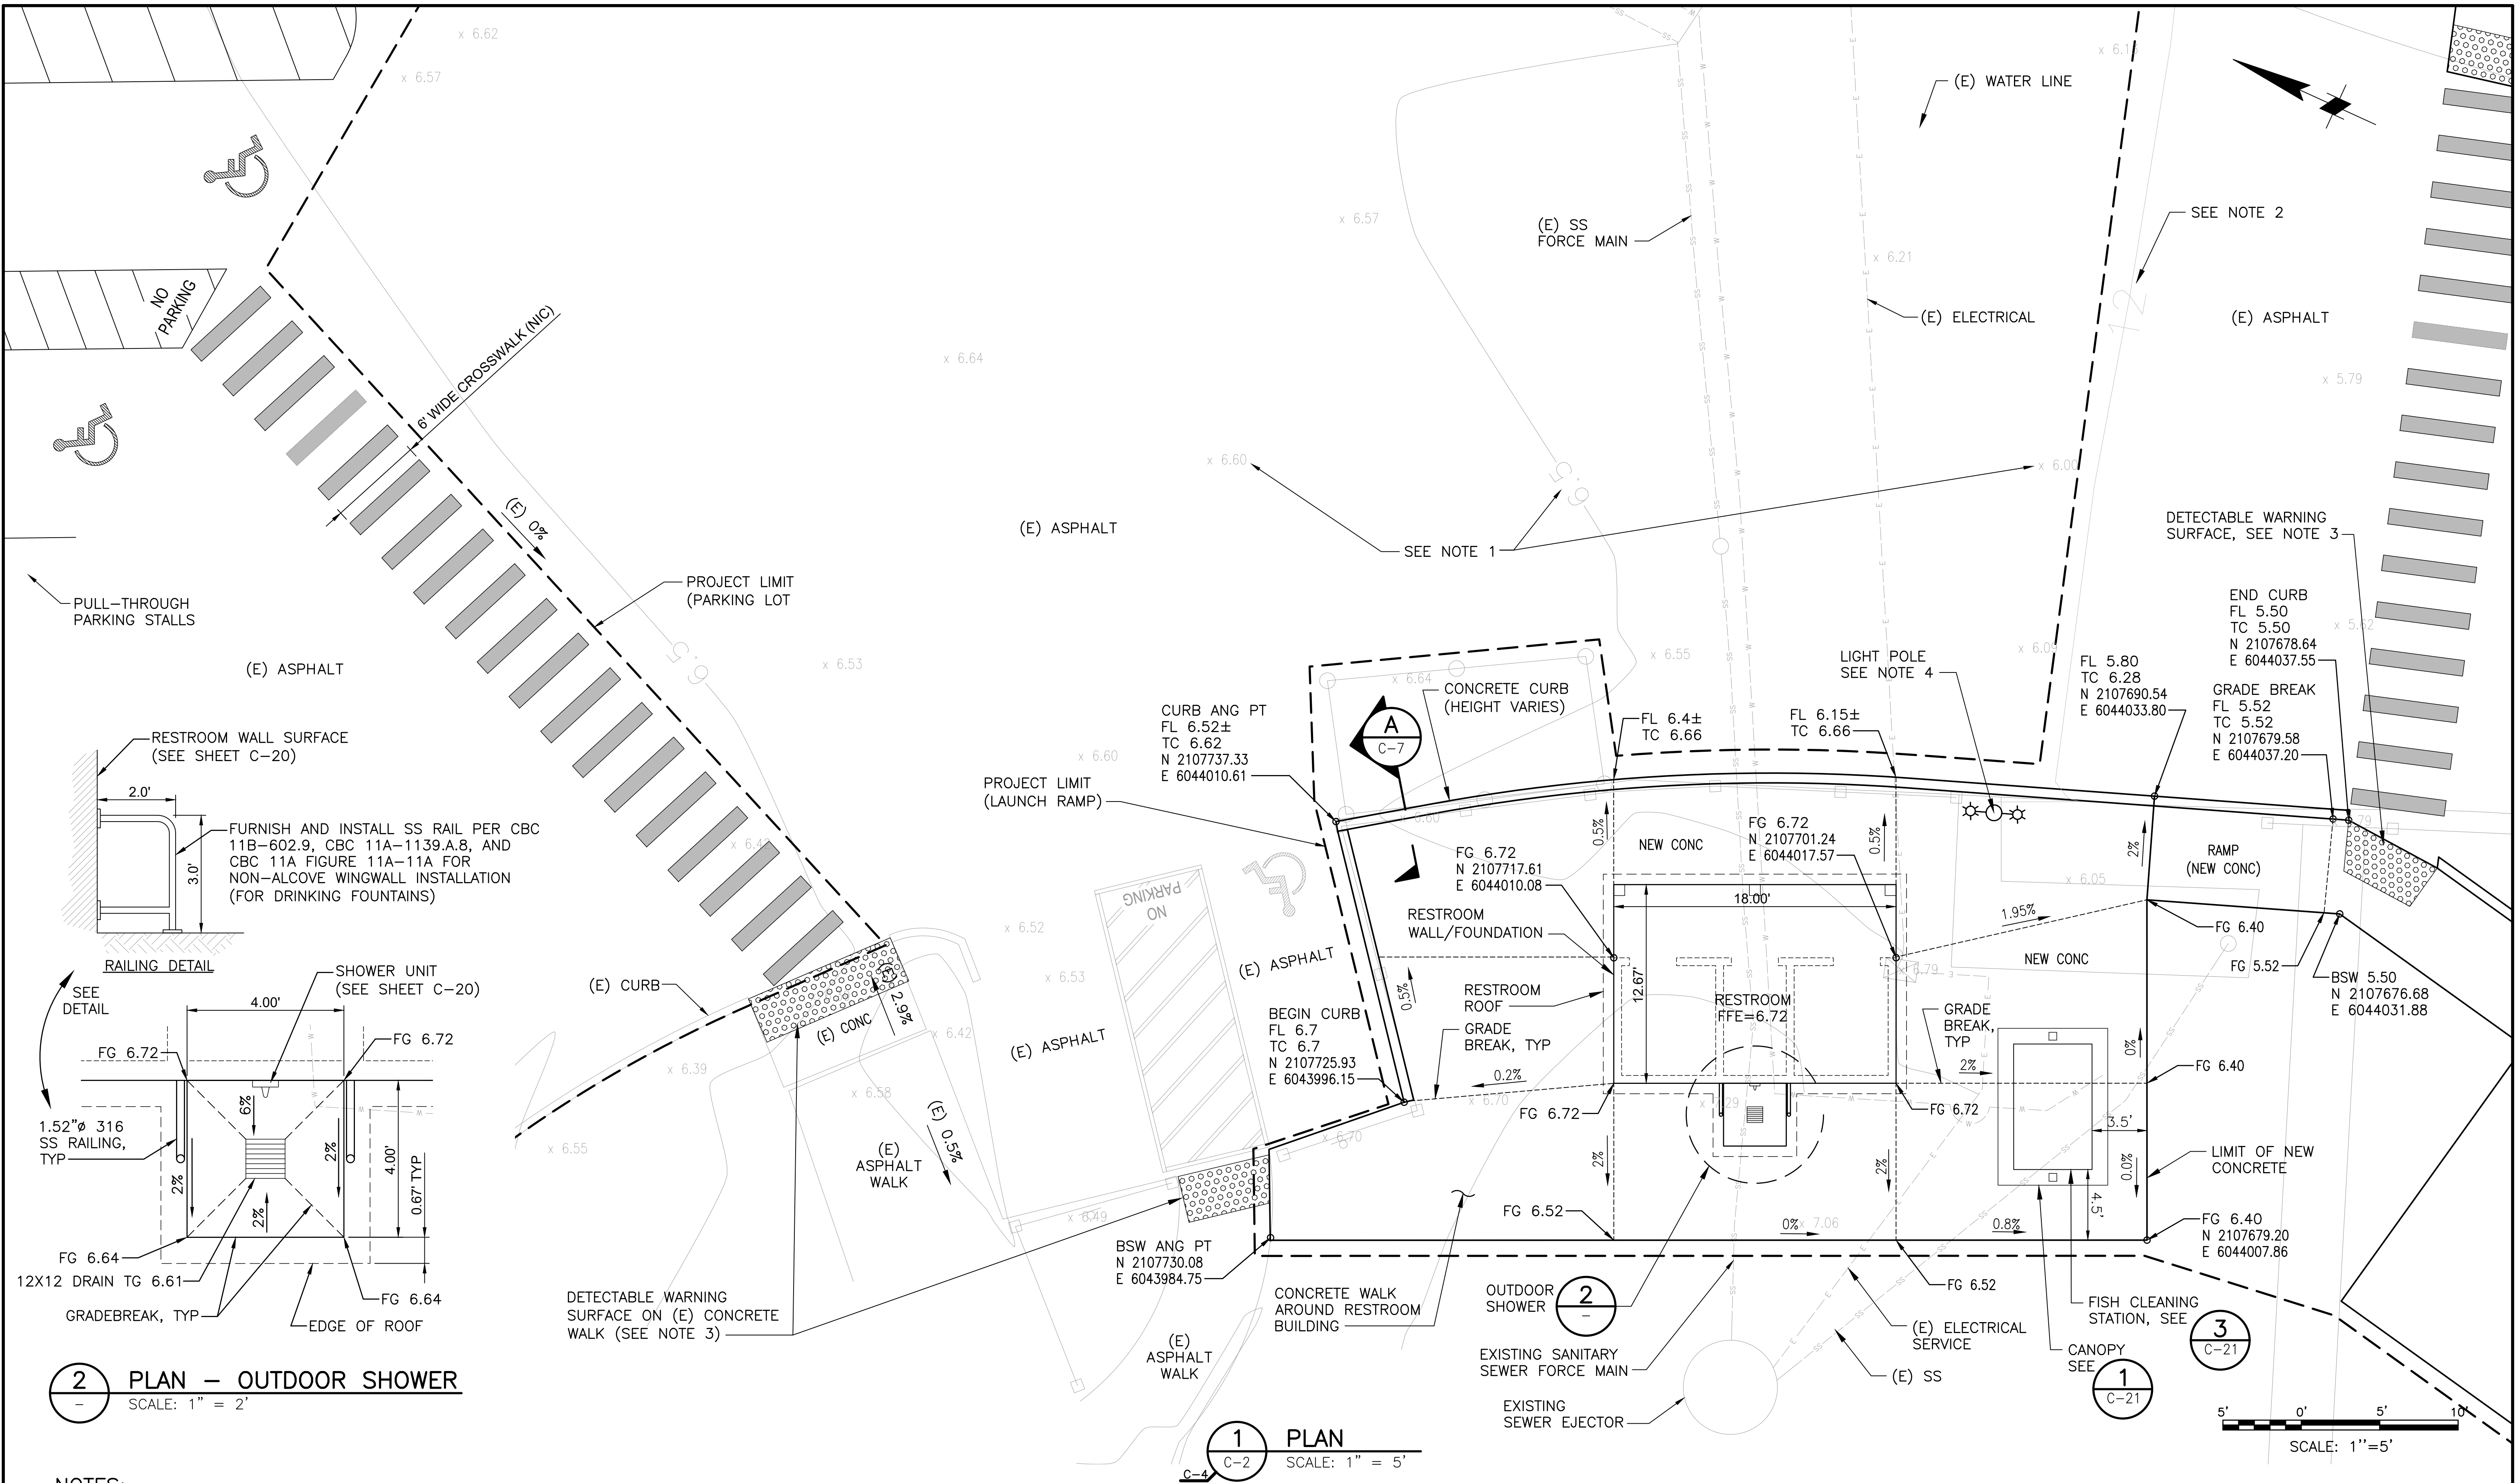 x 6.62
x 6.57
NO
PARKING
6' WIDE CROSSWALK (NIC)
(E) 0%
PULL-THROUGH
PARKING STALLS
(E) ASPHALT
PROJECT LIMIT
(PARKING LOT
6.5
x 6.64
x 6.60
(E) ASPHALT
x 6.53
x 6.57
(E) SS
FORCE MAIN
SS
W
E
(E) WATER LINE
x 6.21
(E) ELECTRICAL
SEE NOTE 2
12
(E) ASPHALT
x 5.79
6.5
x 6.00
SEE NOTE 1
DETECTABLE WARNING
SURFACE, SEE NOTE 3
END CURB
FL 5.50
TC 5.50
N 2107678.64
E 6044037.55
x 5.62
GRADE BREAK
FL 5.52
TC 5.52
N 2107679.58
E 6044037.20
FL 5.80
TC 6.28
N 2107690.54
E 6044033.80
x 6.09
LIGHT POLE
SEE NOTE 4
x 6.55
x 6.64
CONCRETE CURB
(HEIGHT VARIES)
A
C-7
FL 6.4±
TC 6.66
FL 6.15±
TC 6.66
CURB ANG PT
FL 6.52±
TC 6.62
N 2107737.33
E 6044010.61
x 6.60
PROJECT LIMIT
(LAUNCH RAMP)
FG 6.72
N 2107717.61
E 6044010.08
0.5%
NEW CONC
FG 6.72
N 2107701.24
E 6044017.57
0.5%
2%
RAMP
(NEW CONC)
x 6.05
18.00'
12.67'
RESTROOM
WALL/FOUNDATION
RESTROOM
ROOF
RESTROOM
FFE=6.72
1.95%
FG 6.40
NEW CONC
FG 5.52
BSW 5.50
N 2107676.68
E 6044031.88
x 6.79
NO
PARKING
x 6.52
x 6.53
(E) ASPHALT
(E) ASPHALT
0.5%
BEGIN CURB
FL 6.7
TC 6.7
N 2107725.93
E 6043996.15
GRADE
BREAK, TYP
0.2%
x 6.70
x 6.70
FG 6.72
FG 6.72
GRADE
BREAK,
TYP
2%
0%
FG 6.40
3.5'
0.0%
4.5'
LIMIT OF NEW
CONCRETE
2%
2%
FG 6.52
0%
x 7.06
0.8%
FG 6.52
FG 6.40
N 2107679.20
E 6044007.86
BSW ANG PT
N 2107730.08
E 6043984.75
CONCRETE WALK
AROUND RESTROOM
BUILDING
OUTDOOR
SHOWER
2
-
EXISTING SANITARY
SEWER FORCE MAIN
EXISTING
SEWER EJECTOR
(E) ELECTRICAL
SERVICE
(E) SS
FISH CLEANING
STATION, SEE
3
C-21
CANOPY
SEE
1
C-21
(E) CURB
(E) 2.9%
(E) CONC
x 6.42
x 6.39
x 6.58
x 6.55
(E)
ASPHALT
WALK
(E) 0.5%
x 6.49
DETECTABLE WARNING
SURFACE ON (E) CONCRETE
WALK (SEE NOTE 3)
(E)
ASPHALT
WALK
RESTROOM WALL SURFACE
(SEE SHEET C-20)
2.0'
3.0'
FURNISH AND INSTALL SS RAIL PER CBC
11B-602.9, CBC 11A-1139.A.8, AND
CBC 11A FIGURE 11A-11A FOR
NON-ALCOVE WINGWALL INSTALLATION
(FOR DRINKING FOUNTAINS)
RAILING DETAIL
SEE
DETAIL
SHOWER UNIT
(SEE SHEET C-20)
4.00'
FG 6.72
FG 6.72
6%
2%
2%
2%
4.00'
0.67' TYP
1.52"ø 316
SS RAILING,
TYP
FG 6.64
12X12 DRAIN TG 6.61
GRADEBREAK, TYP
FG 6.64
EDGE OF ROOF
2
-
PLAN - OUTDOOR SHOWER
SCALE: 1" = 2'
1
C-2
PLAN
SCALE: 1" = 5'
C-4
5' 0' 5' 10'
SCALE: 1''=5'
NOTES: